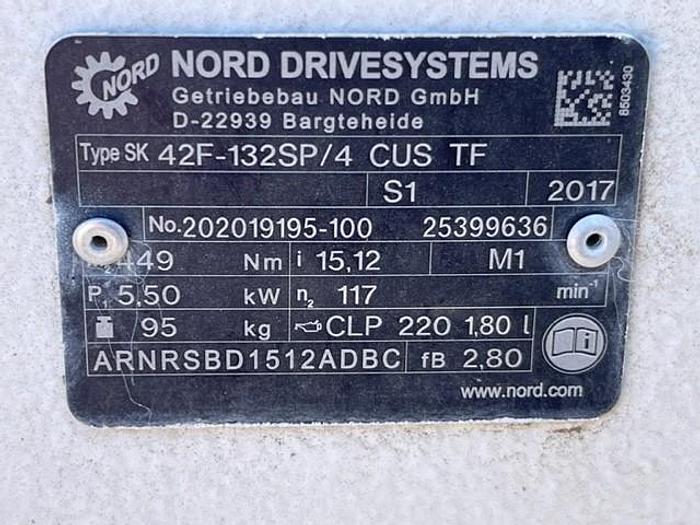 NORD
NORD DRIVESYSTEMS
Getriebebau NORD GmbH
D-22939 Bargteheide
8503430
Type SK 42F-132SP/4 CUS TF
S1 2017
No.202019195-100 25399636
449 Nm i 15,12 M1
P₁ 5,50 kW n₂ 117 min⁻¹
95 kg CLP 220 1,80 l
ARNRSBD1512ADBC fB 2,80
www.nord.com